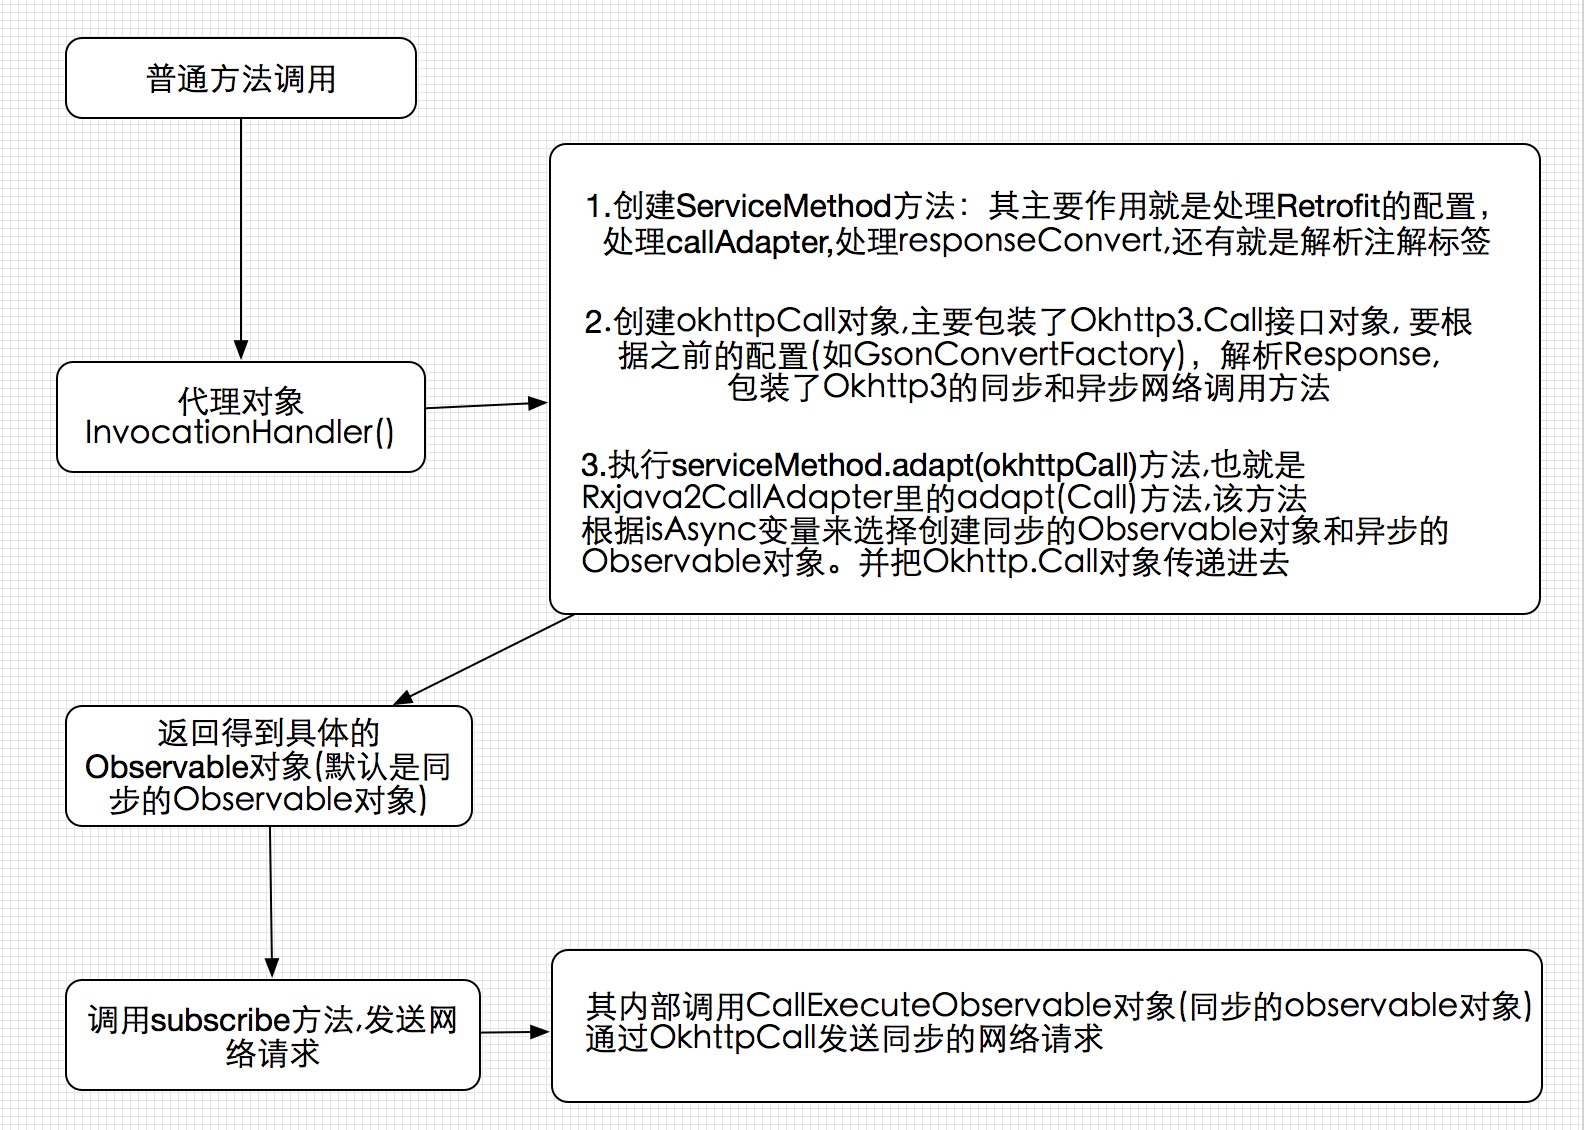 普通方法调用
代理对象
InvocationHandler()
1.创建ServiceMethod方法：其主要作用就是处理Retrofit的配置，
处理callAdapter,处理responseConvert,还有就是解析注解标签
2.创建okhttpCall对象,主要包装了Okhttp3.Call接口对象, 要根
据之前的配置(如GsonConvertFactory)，解析Response,
包装了Okhttp3的同步和异步网络调用方法
3.执行serviceMethod.adapt(okhttpCall)方法,也就是
Rxjava2CallAdapter里的adapt(Call)方法,该方法
根据isAsync变量来选择创建同步的Observable对象和异步的
Observable对象。并把Okhttp.Call对象传递进去
返回得到具体的
Observable对象(默认是同
步的Observable对象)
调用subscribe方法,发送网
络请求
其内部调用CallExecuteObservable对象(同步的observable对象)
通过OkhttpCall发送同步的网络请求